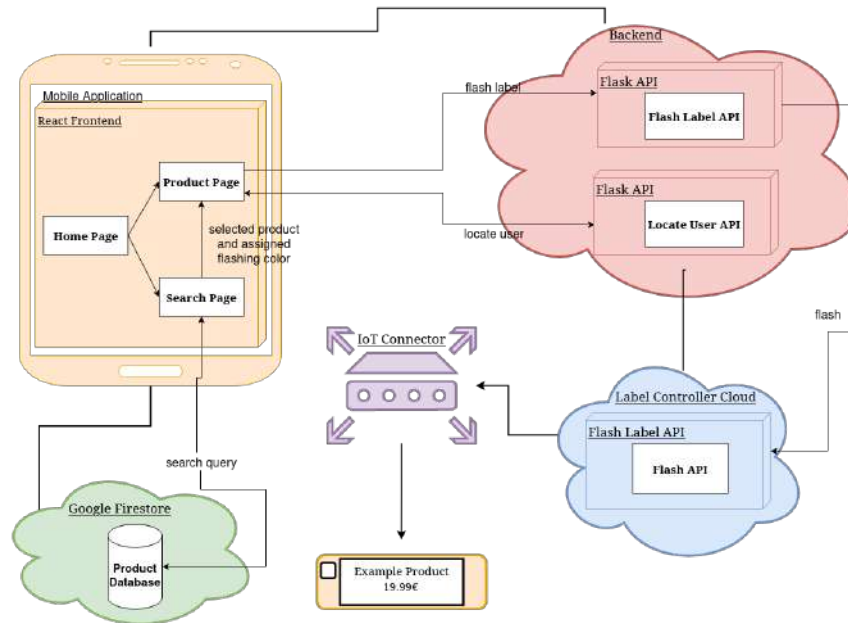 Backend
Mobile Application
React Frontend
Product Page
Home Page
selected product
and assigned
flashing color
Search Page
flash label
locate user
Flask API
Flash Label API
Flask API
Locate User API
flash
IoT Connector
Label Controller Cloud
Flash Label API
Flash API
search query
Google Firestore
Product
Database
Example Product
19.99€